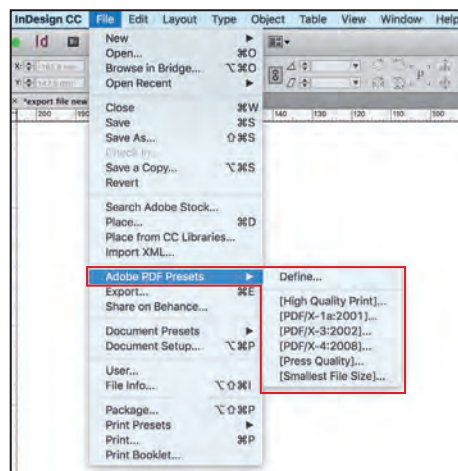 InDesign CC File Edit Layout Type Object Table View Window Help
Id
X:
Y:
× *export file new
200 190 140 130 120 110 100
New
Open... ⌘O
Browse in Bridge... ⌥⌘O
Open Recent
Close ⌘W
Save ⌘S
Save As... ⇧⌘S
Check In...
Save a Copy... ⌥⌘S
Revert
Search Adobe Stock...
Place... ⌘D
Place from CC Libraries...
Import XML...
Adobe PDF Presets
Define...
[High Quality Print]...
[PDF/X-1a:2001]...
[PDF/X-3:2002]...
[PDF/X-4:2008]...
[Press Quality]...
[Smallest File Size]...
Export... ⌘E
Share on Behance...
Document Presets
Document Setup... ⌥⌘P
User...
File Info... ⌥⇧⌘I
Package... ⌥⇧⌘P
Print Presets
Print... ⌘P
Print Booklet...